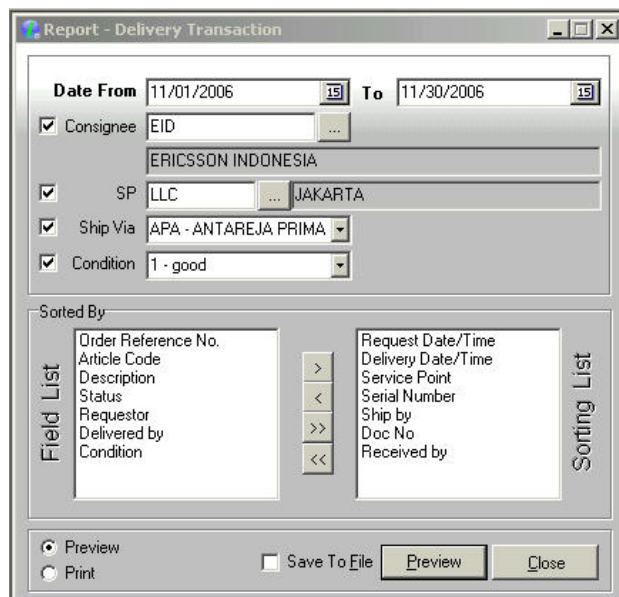 Report - Delivery Transaction
Date From 11/01/2006 15 To 11/30/2006 15
Consignee EID ...
ERICSSON INDONESIA
SP LLC ... JAKARTA
Ship Via APA - ANTAREJA PRIMA
Condition 1 - good
Sorted By
Field List
Order Reference No.
Article Code
Description
Status
Requestor
Delivered by
Condition
>
<
>>
<<
Request Date/Time
Delivery Date/Time
Service Point
Serial Number
Ship by
Doc No
Received by
Sorting List
Preview
Print
Save To File Preview Close